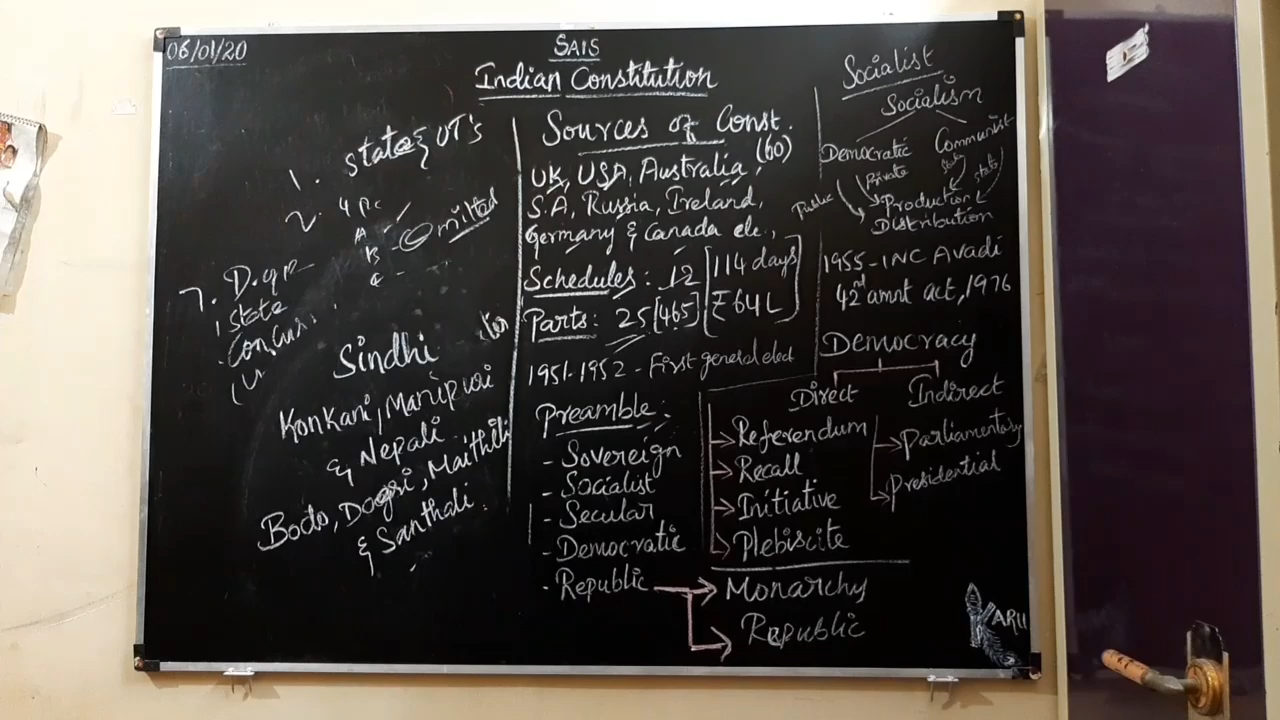 06/01/20
SAIS
Indian Constitution
1. States & UT's
2.
A
B
C
Omitted
7.
State
Sindhi
Konkani, Manipuri
& Nepali
Bodo, Dogri, Maithili
& Santhali.
Sources of Const.
(60)
UK, USA, Australia,
S.A, Russia, Ireland,
Germany & Canada etc.,
Schedules: 12
Parts: 25 [465]
[114 days
₹ 64 L]
1951-1952 - First general elect
Preamble:
- Sovereign
- Socialist
- Secular
- Democratic
- Republic
Monarchy
Republic
Socialist
Socialism
Democratic
Communist
Public
Private
State
State
Production &
Distribution
1955-INC Avadi
42nd amnt act, 1976
Democracy
Direct
Referendum
Recall
Initiative
Plebiscite
Indirect
Parliamentary
Presidential